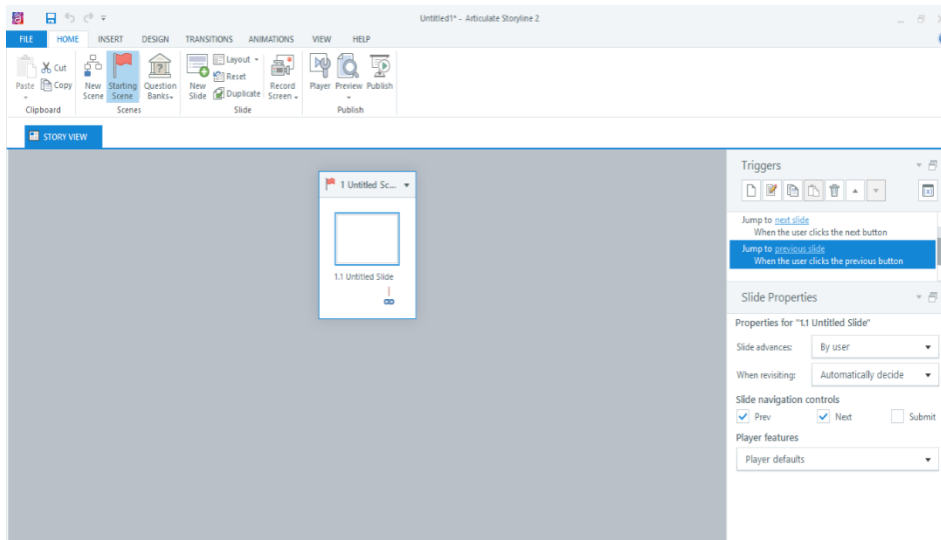 Untitled1* - Articulate Storyline 2
FILE HOME INSERT DESIGN TRANSITIONS ANIMATIONS VIEW HELP
Paste
Cut
Copy
Clipboard
New Scene
Starting Scene
Question Banks
Scenes
New Slide
Layout
Reset
Duplicate
Record Screen
Slide
Player
Preview
Publish
Publish
STORY VIEW
1 Untitled Sc...
1.1 Untitled Slide
Triggers
Jump to next slide
When the user clicks the next button
Jump to previous slide
When the user clicks the previous button
Slide Properties
Properties for "1.1 Untitled Slide"
Slide advances: By user
When revisiting: Automatically decide
Slide navigation controls
Prev Next Submit
Player features
Player defaults